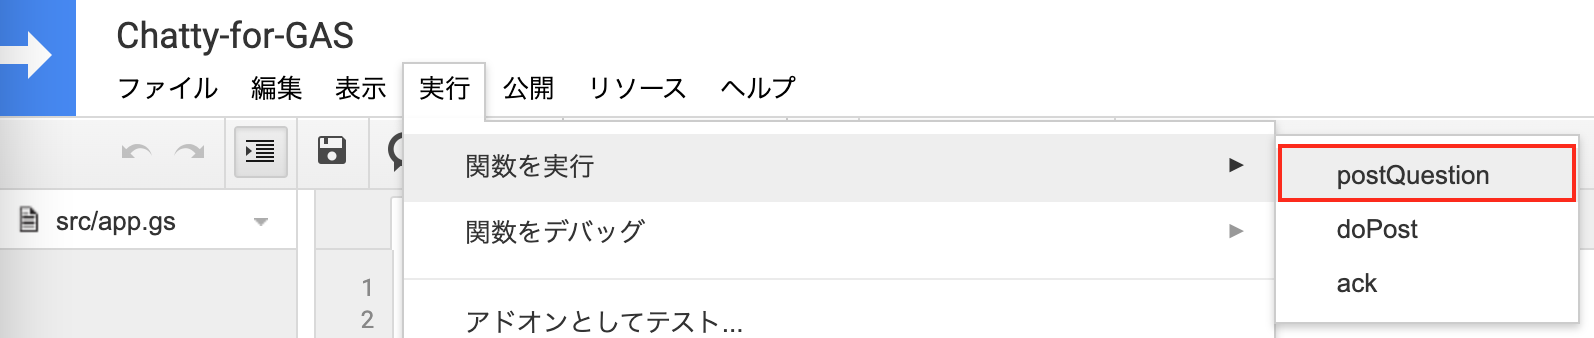 Chatty-for-GAS
ファイル 編集 表示 実行 公開 リソース ヘルプ
関数を実行
postQuestion
src/app.gs
関数をデバッグ
doPost
1
ack
2
アドオンとしてテスト...